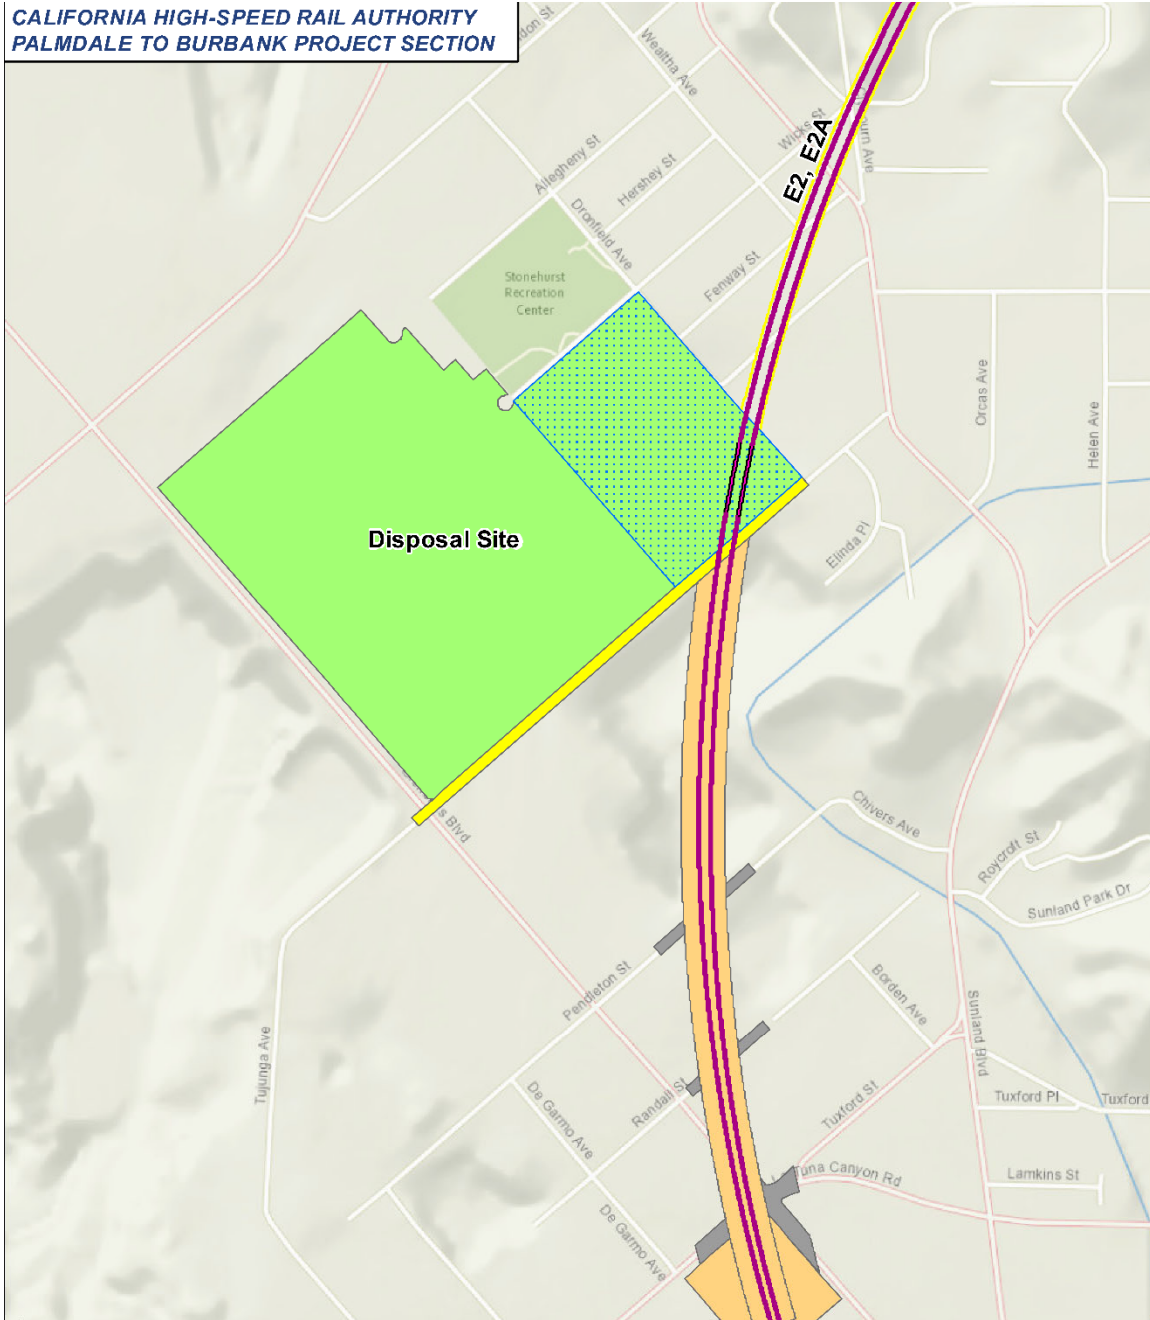 CALIFORNIA HIGH-SPEED RAIL AUTHORITY
PALMDALE TO BURBANK PROJECT SECTION
Wealtha Ave
Wicks St
E2, E2A
Allegheny St
Hershey St
Dronfield Ave
Stonehurst
Recreation
Center
Fenway St
Orcas Ave
Helen Ave
Disposal Site
Elinda Pl
Blvd
Chivers Ave
Roycroft St
Sunland Park Dr
Pendleton St
Borden Ave
Sunland Blvd
Tujunga Ave
De Garmo Ave
Randall St
Tuxford St
Tuxford Pl
Tuxford
Tuna Canyon Rd
Lamkins St
De Garmo Ave